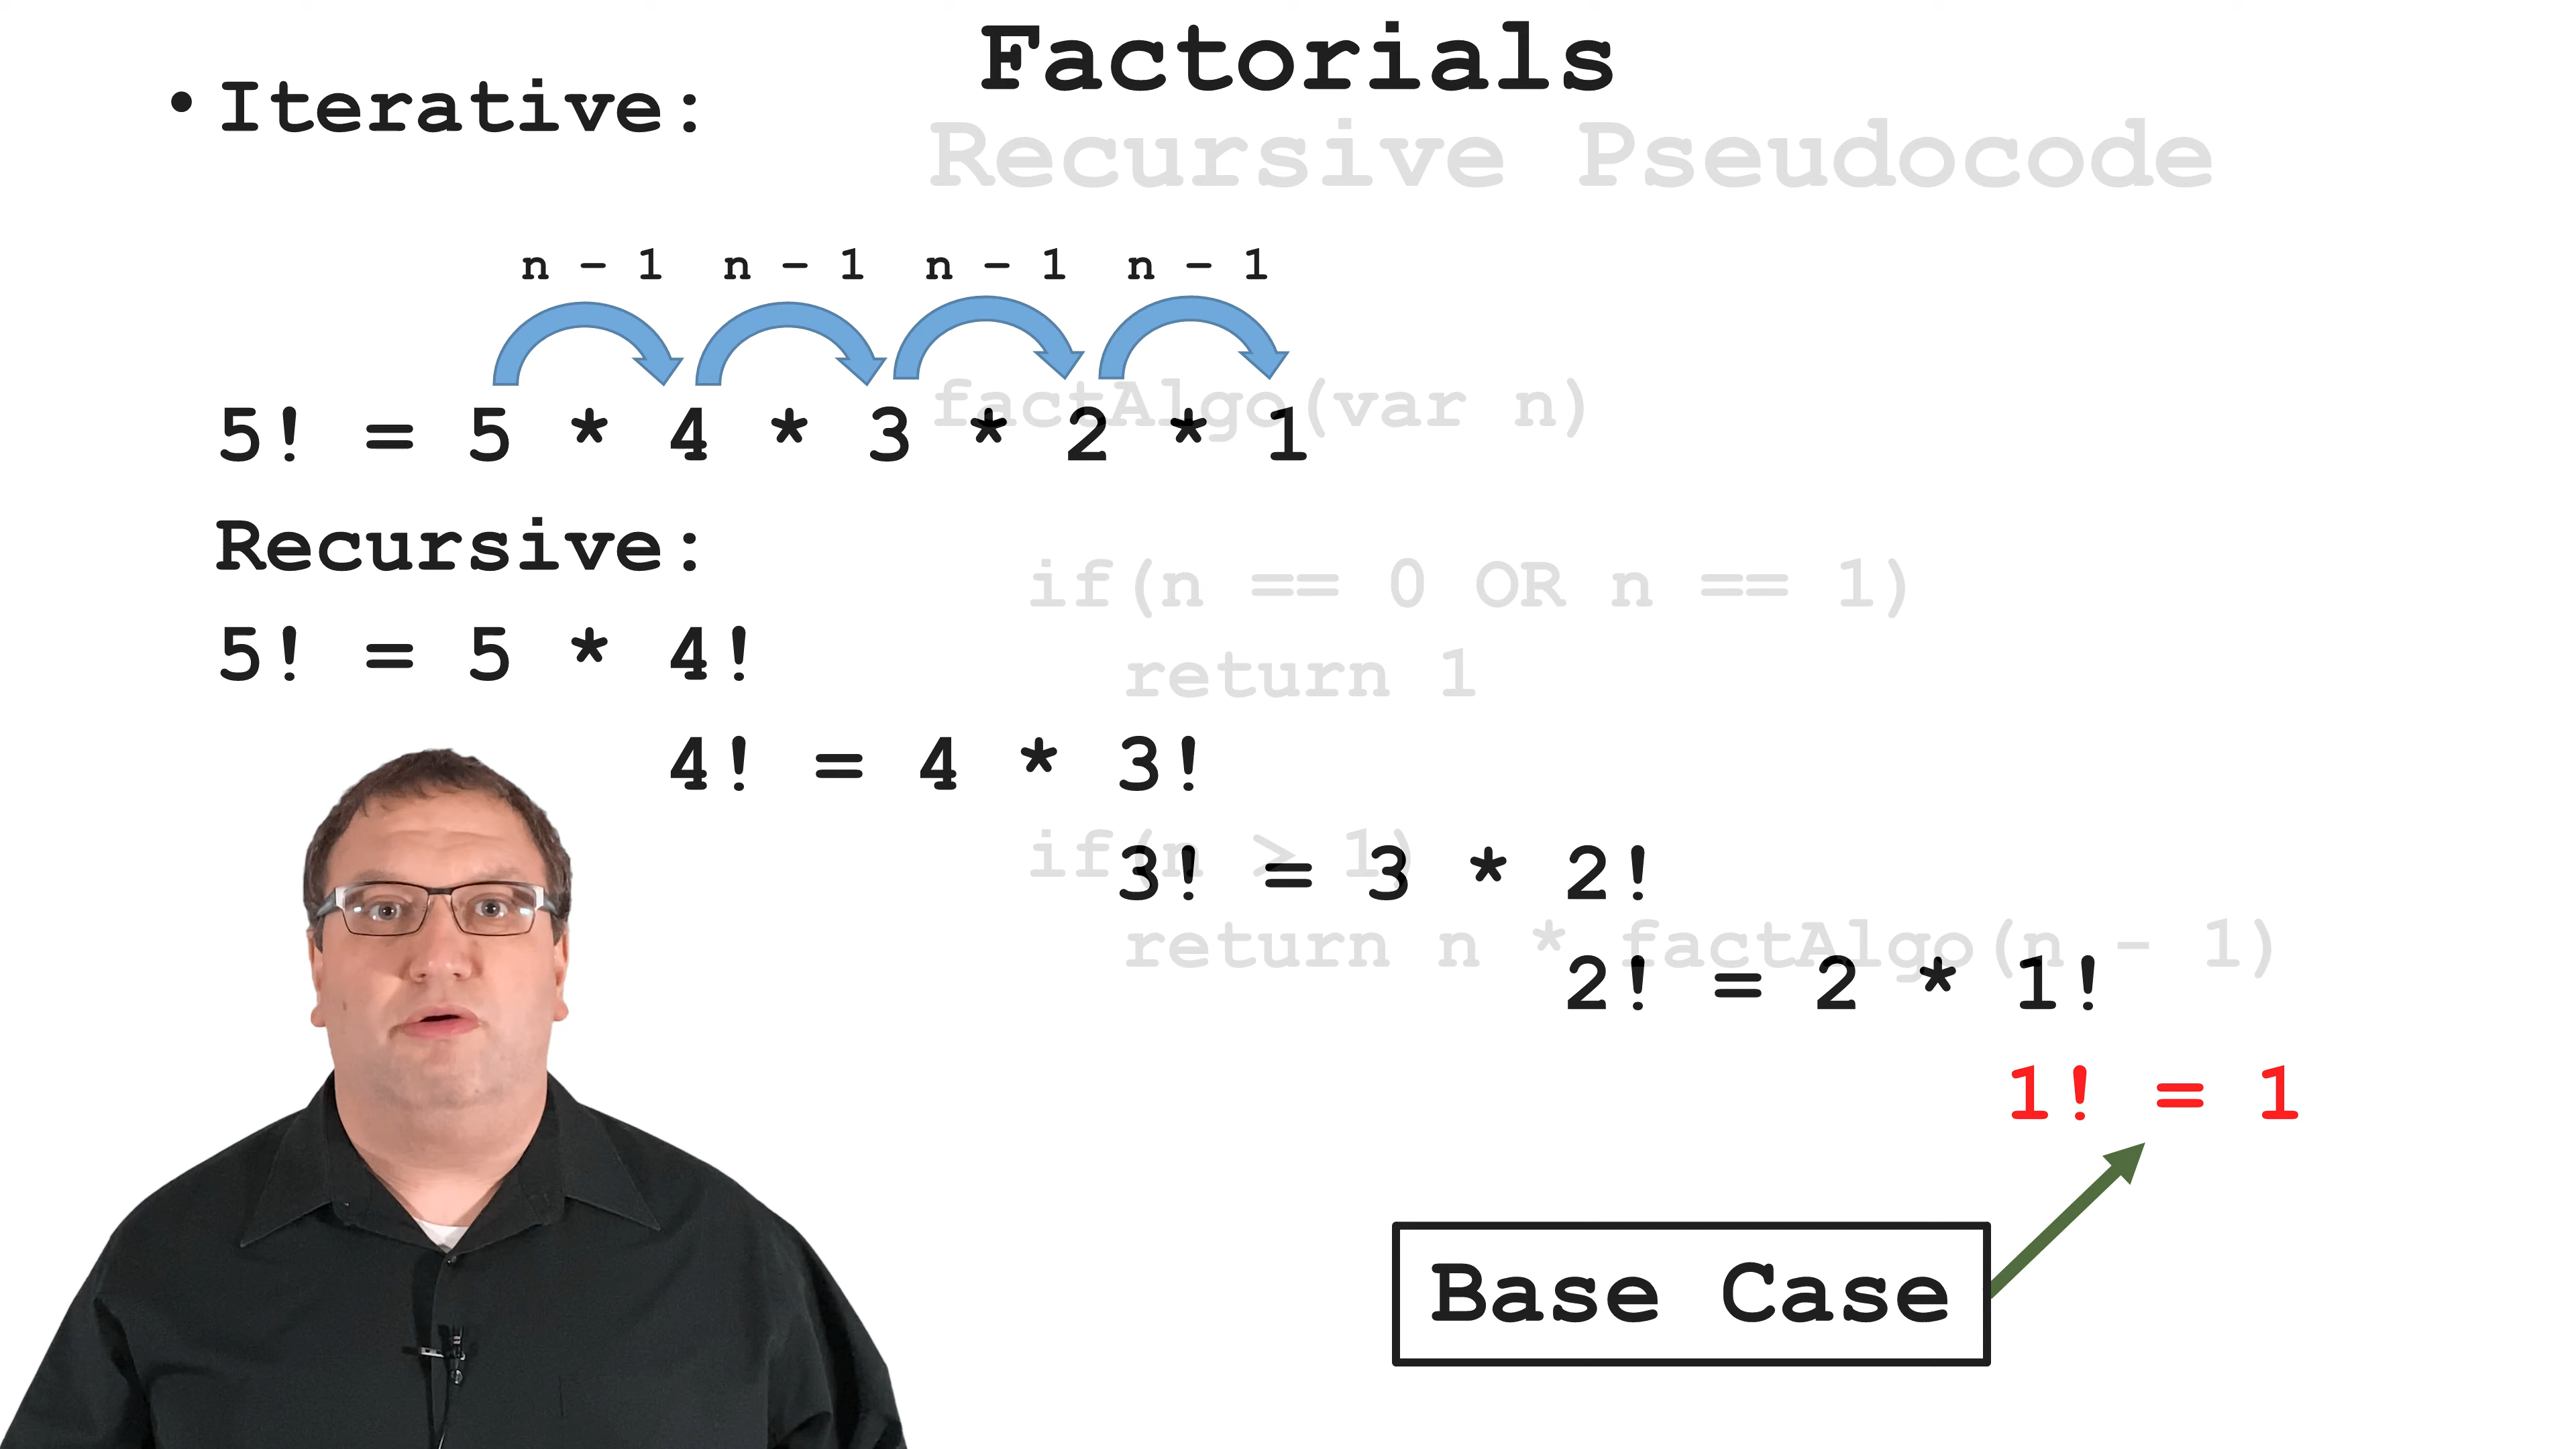 Factorials
• Iterative:
Recursive Pseudocode
n - 1 n - 1 n - 1 n - 1
factAlgo(var n)
5! = 5 * 4 * 3 * 2 * 1
Recursive:
if(n == 0 OR n == 1)
5! = 5 * 4!
return 1
4! = 4 * 3!
if(n > 1)
3! = 3 * 2!
return n * factAlgo(n - 1)
2! = 2 * 1!
1! = 1
Base Case